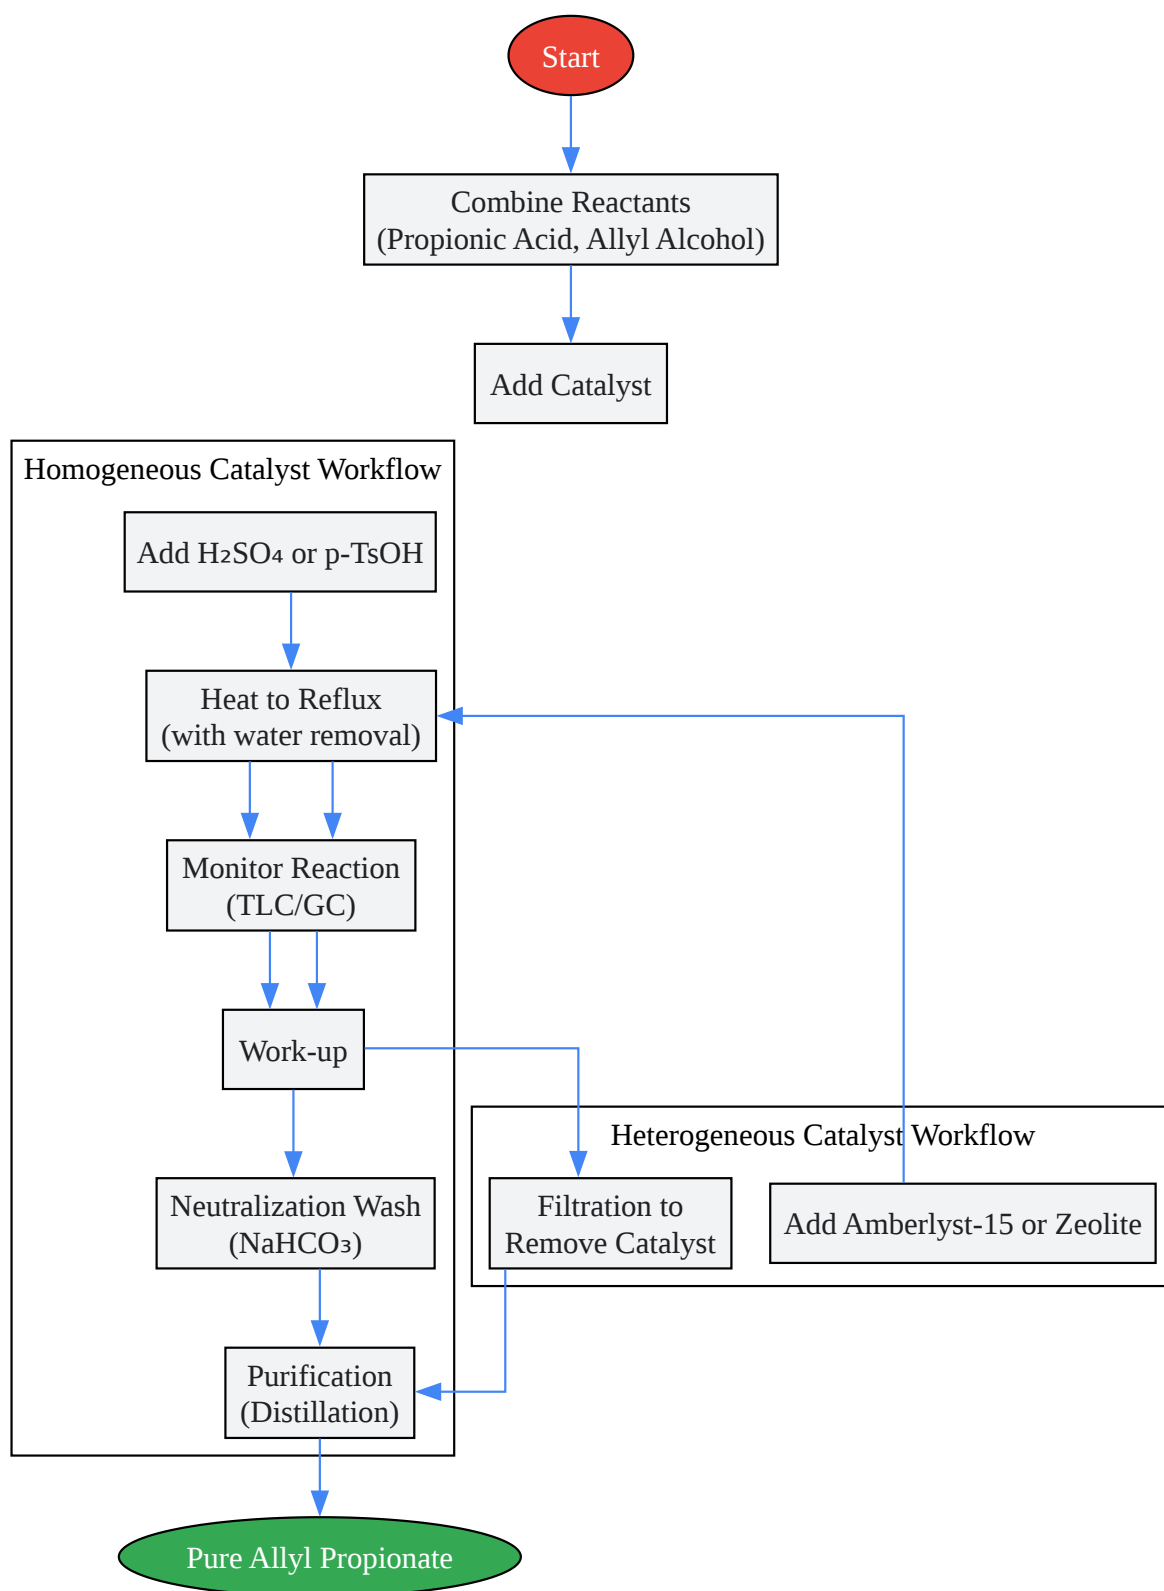 Start
Combine Reactants
(Propionic Acid, Allyl Alcohol)
Add Catalyst
Homogeneous Catalyst Workflow
Add H₂SO₄ or p-TsOH
Heat to Reflux
(with water removal)
Monitor Reaction
(TLC/GC)
Work-up
Heterogeneous Catalyst Workflow
Neutralization Wash
(NaHCO₃)
Filtration to
Remove Catalyst
Add Amberlyst-15 or Zeolite
Purification
(Distillation)
Pure Allyl Propionate